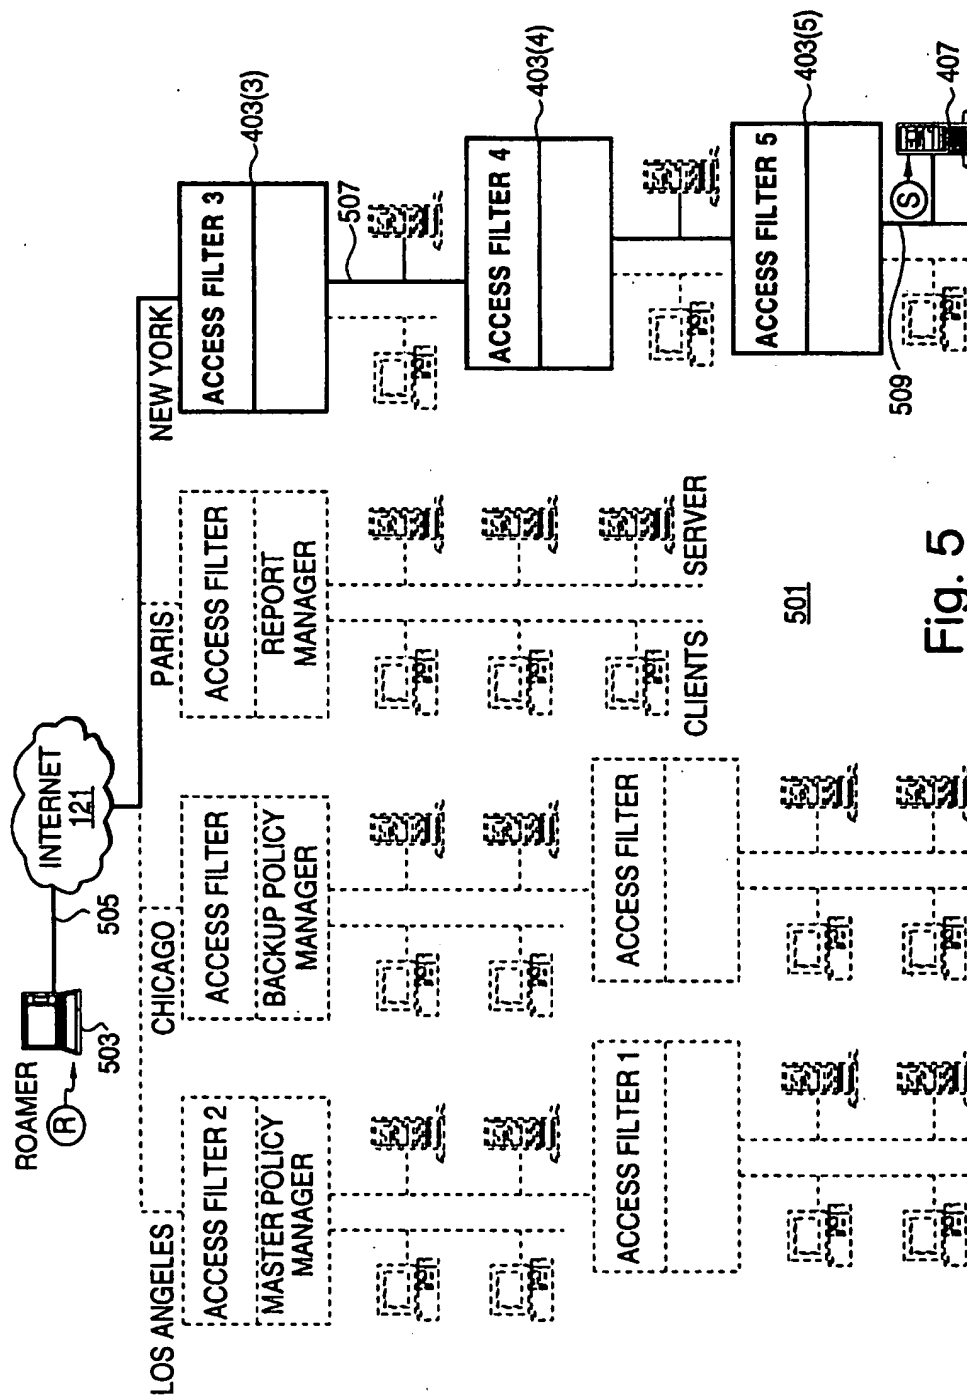 ROAMER
R
503
505
INTERNET
121
LOS ANGELES
CHICAGO
PARIS
NEW YORK
ACCESS FILTER 2
MASTER POLICY
MANAGER
ACCESS FILTER
BACKUP POLICY
MANAGER
ACCESS FILTER
REPORT
MANAGER
ACCESS FILTER 3
403(3)
507
ACCESS FILTER 4
403(4)
ACCESS FILTER 1
ACCESS FILTER
CLIENTS
SERVER
ACCESS FILTER 5
403(5)
501
509
S
407
Fig. 5